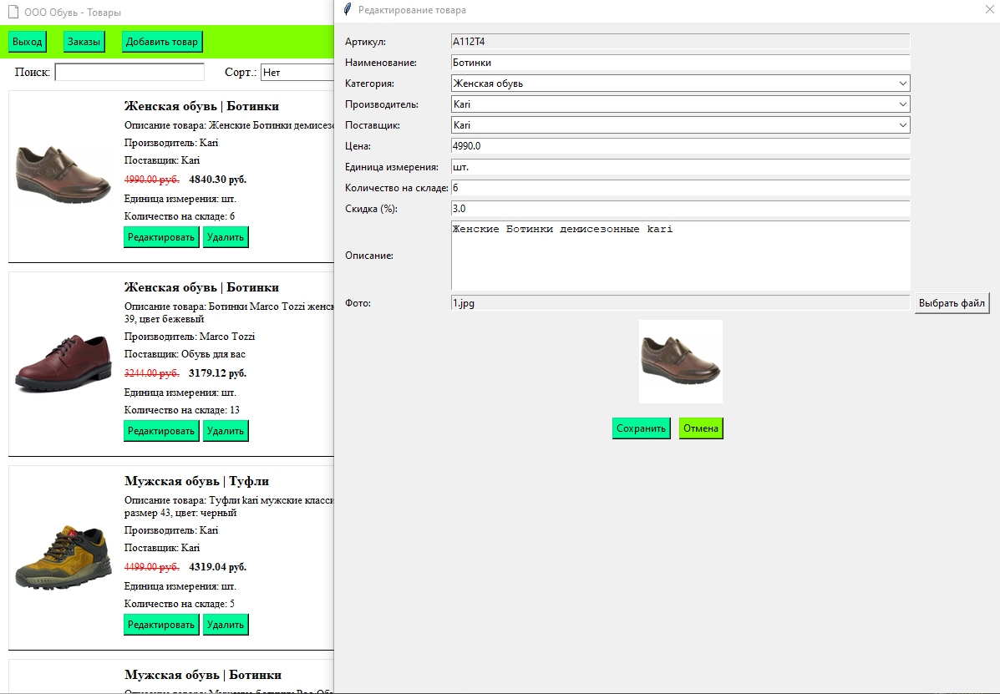 ООО Обувь - Товары
Выход
Заказы
Добавить товар
Поиск:
Сорт.:
Нет
Женская обувь | Ботинки
Описание товара: Женские Ботинки демисезо
Производитель: Kari
Поставщик: Kari
4990.00 руб. 4840.30 руб.
Единица измерения: шт.
Количество на складе: 6
Редактировать
Удалить
Женская обувь | Ботинки
Описание товара: Ботинки Marco Tozzi женск
39, цвет бежевый
Производитель: Marco Tozzi
Поставщик: Обувь для вас
3244.00 руб. 3179.12 руб.
Единица измерения: шт.
Количество на складе: 13
Редактировать
Удалить
Мужская обувь | Туфли
Описание товара: Туфли kari мужские класси
размер 43, цвет: черный
Производитель: Kari
Поставщик: Kari
4499.00 руб. 4319.04 руб.
Единица измерения: шт.
Количество на складе: 5
Редактировать
Удалить
Мужская обувь | Ботинки
Редактирование товара
Артикул: A112T4
Наименование: Ботинки
Категория: Женская обувь
Производитель: Kari
Поставщик: Kari
Цена: 4990.0
Единица измерения: шт.
Количество на складе: 6
Скидка (%): 3.0
Описание: Женские Ботинки демисезонные kari
Фото: 1.jpg
Выбрать файл
Сохранить
Отмена